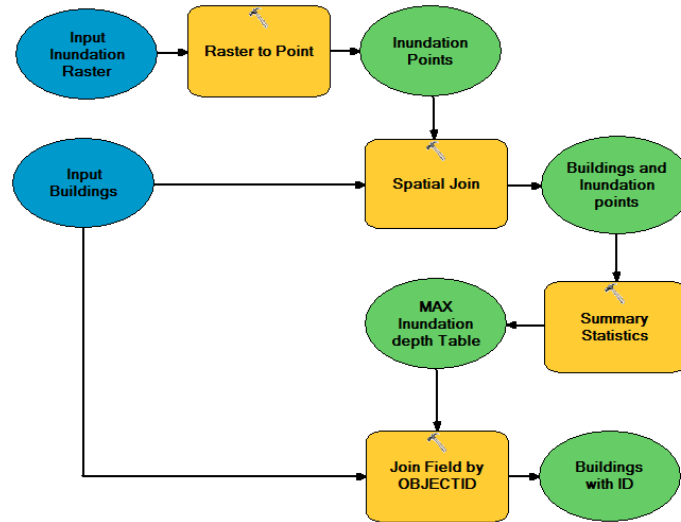 Input
Inundation
Raster
Raster to Point
Inundation
Points
Input
Buildings
Spatial Join
Buildings and
Inundation
points
MAX
Inundation
depth Table
Summary
Statistics
Join Field by
OBJECTID
Buildings
with ID